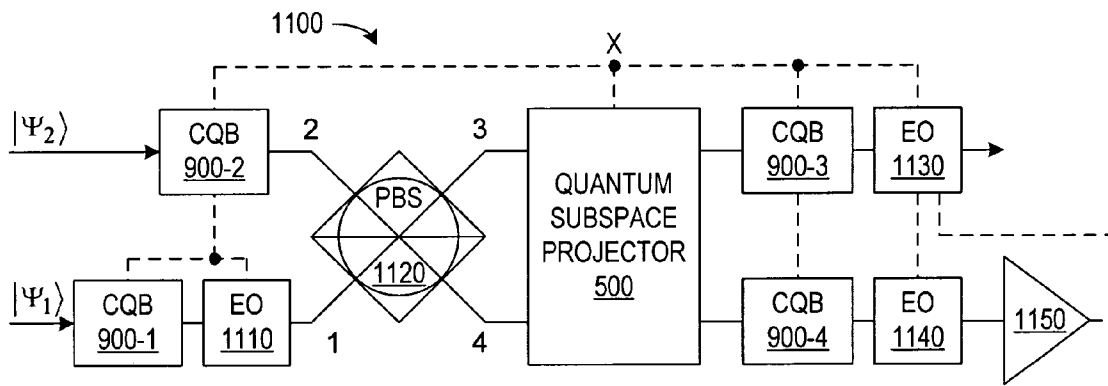 1100
X
|Ψ2⟩
CQB
900-2
2
3
PBS
1120
QUANTUM
SUBSPACE
PROJECTOR
500
CQB
900-3
EO
1130
|Ψ1⟩
CQB
900-1
EO
1110
1
4
CQB
900-4
EO
1140
1150